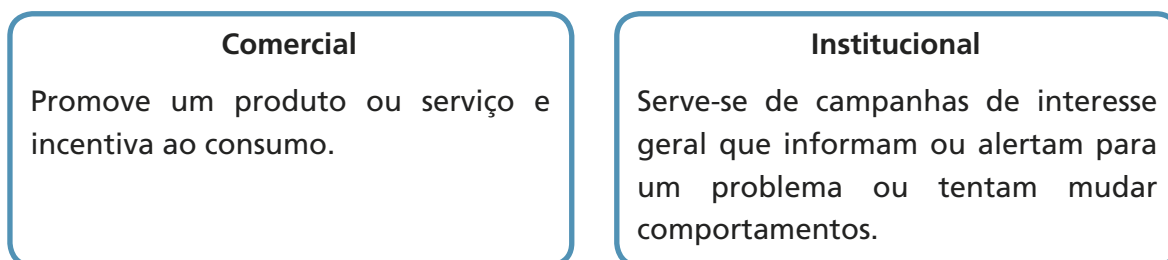 Comercial
Promove um produto ou serviço e
incentiva ao consumo.
Institucional
Serve-se de campanhas de interesse
geral que informam ou alertam para
um problema ou tentam mudar
comportamentos.